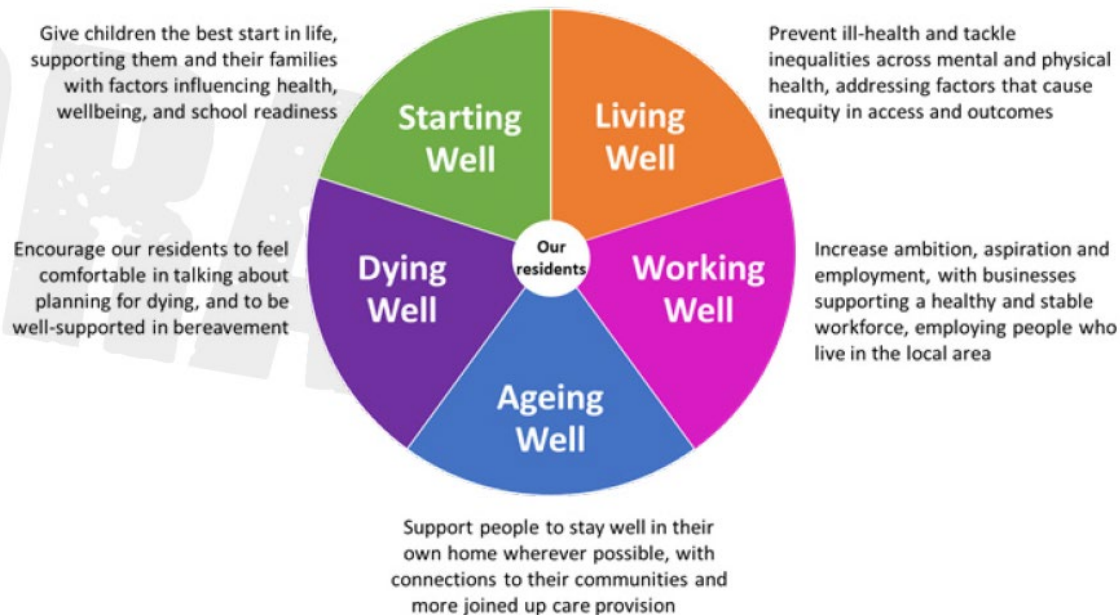 Give children the best start in life,
supporting them and their families
with factors influencing health,
wellbeing, and school readiness
Starting
Well
Living
Well
Prevent ill-health and tackle
inequalities across mental and physical
health, addressing factors that cause
inequity in access and outcomes
Encourage our residents to feel
comfortable in talking about
planning for dying, and to be
well-supported in bereavement
Dying
Well
Our
residents
Working
Well
Increase ambition, aspiration and
employment, with businesses
supporting a healthy and stable
workforce, employing people who
live in the local area
Ageing
Well
Support people to stay well in their
own home wherever possible, with
connections to their communities and
more joined up care provision